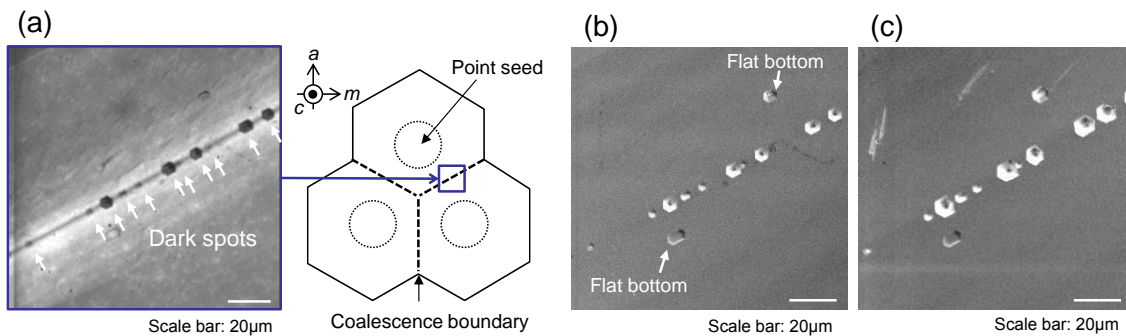 (a)
Dark spots
Scale bar: 20μm
a
c
m
Point seed
Coalescence boundary
(b)
Flat bottom
Flat bottom
Scale bar: 20μm
(c)
Scale bar: 20μm